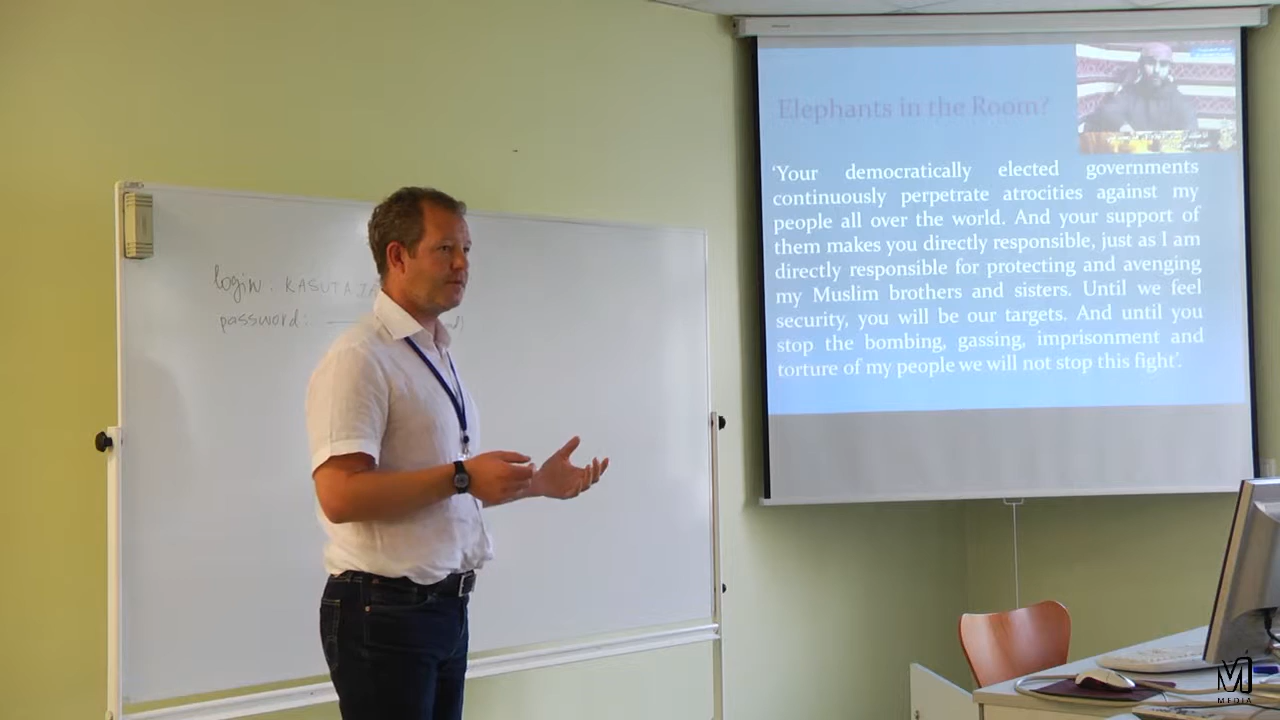 Elephants in the Room?
‘Your democratically elected governments
continuously perpetrate atrocities against my
people all over the world. And your support of
them makes you directly responsible, just as I am
directly responsible for protecting and avenging
my Muslim brothers and sisters. Until we feel
security, you will be our targets. And until you
stop the bombing, gassing, imprisonment and
torture of my people we will not stop this fight’.
login: KASUTAJA
password:
MEDIA